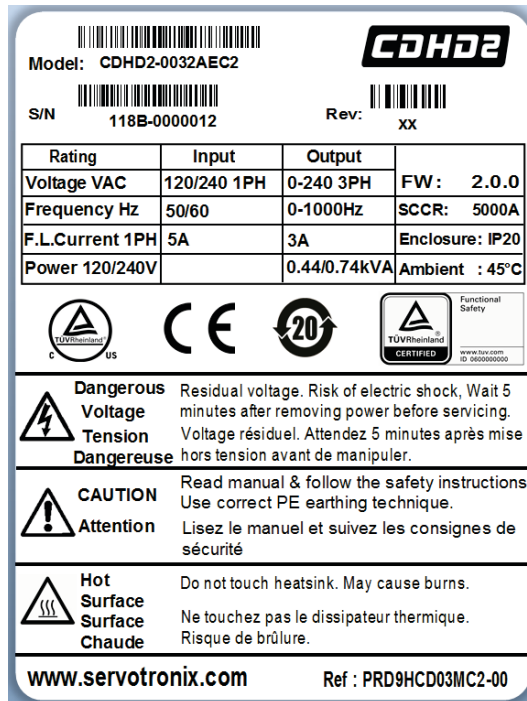 CDHD2
Model: CDHD2-0032AEC2
S/N 118B-0000012 Rev: xx
Rating Input Output
Voltage VAC 120/240 1PH 0-240 3PH FW: 2.0.0
Frequency Hz 50/60 0-1000Hz SCCR: 5000A
F.L.Current 1PH 5A 3A Enclosure: IP20
Power 120/240V 0.44/0.74kVA Ambient : 45°C
TÜVRheinland
C US
CE
20
TÜVRheinland
CERTIFIED
Functional
Safety
www.tuv.com
ID 0600000000
Dangerous
Voltage
Tension
Dangereuse
Residual voltage. Risk of electric shock, Wait 5
minutes after removing power before servicing.
Voltage résiduel. Attendez 5 minutes après mise
hors tension avant de manipuler.
CAUTION
Attention
Read manual & follow the safety instructions
Use correct PE earthing technique.
Lisez le manuel et suivez les consignes de
sécurité
Hot
Surface
Surface
Chaude
Do not touch heatsink. May cause burns.
Ne touchez pas le dissipateur thermique.
Risque de brûlure.
www.servotronix.com Ref : PRD9HCD03MC2-00